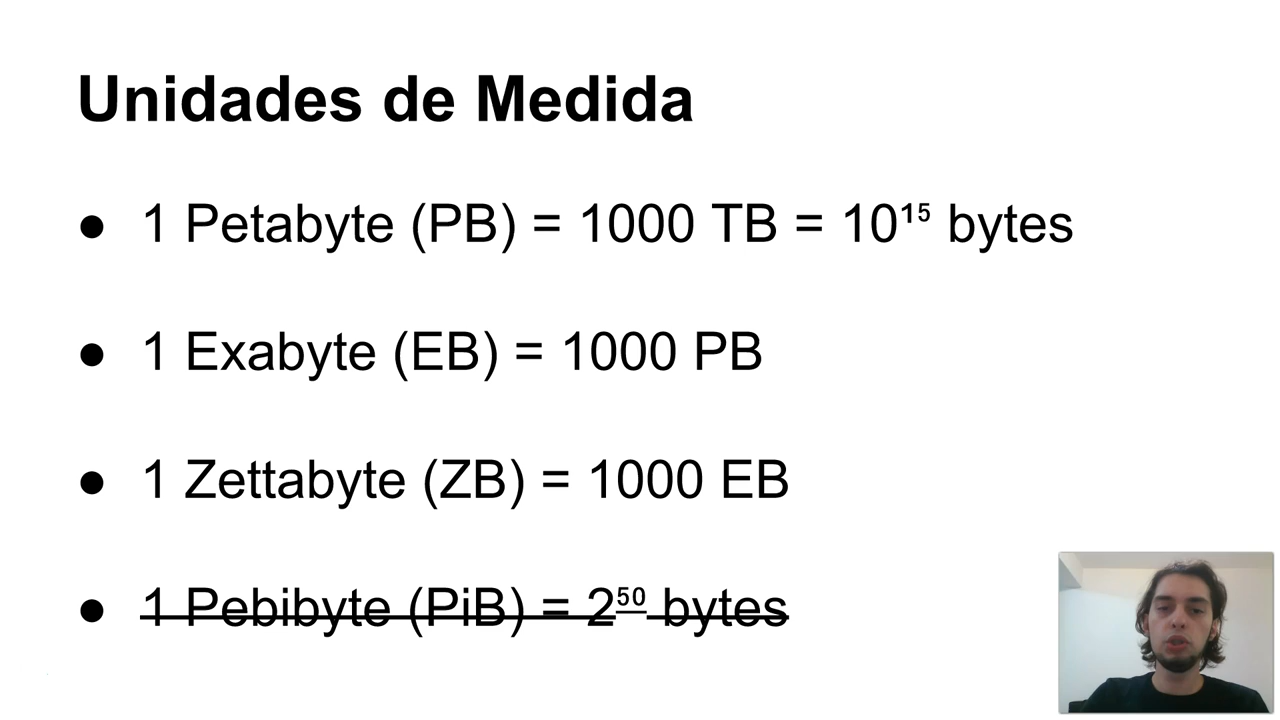 Unidades de Medida
● 1 Petabyte (PB) = 1000 TB = 10¹⁵ bytes
● 1 Exabyte (EB) = 1000 PB
● 1 Zettabyte (ZB) = 1000 EB
● 1 Pebibyte (PiB) = 2⁵⁰ bytes